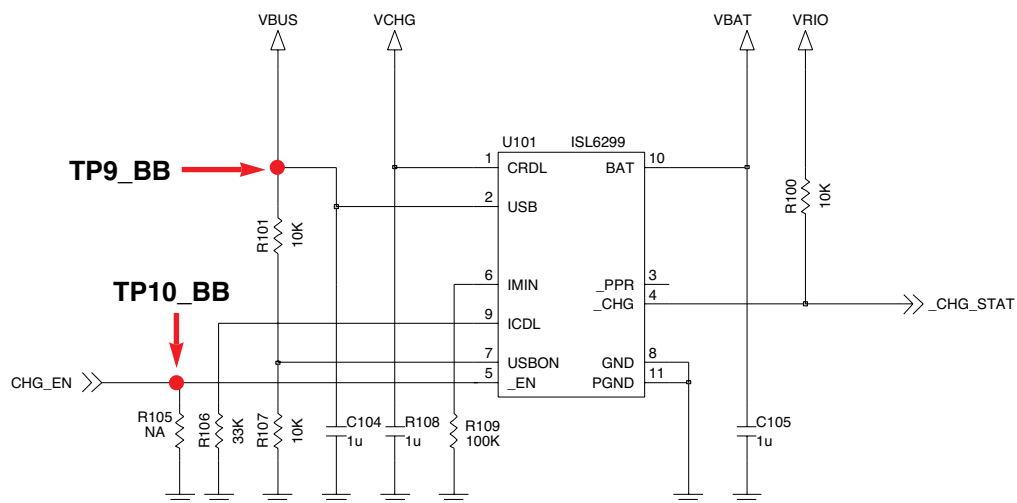 VBUS
VCHG
VBAT
VRIO
U101
ISL6299
TP9_BB
1
CRDL
BAT
10
2
USB
R101
10K
R100
10K
TP10_BB
6
IMIN
_PPR
3
_CHG
4
_CHG_STAT
9
ICDL
7
USBON
GND
8
CHG_EN
5
_EN
PGND
11
R105
NA
R106
33K
R107
10K
C104
1u
R108
1u
R109
100K
C105
1u